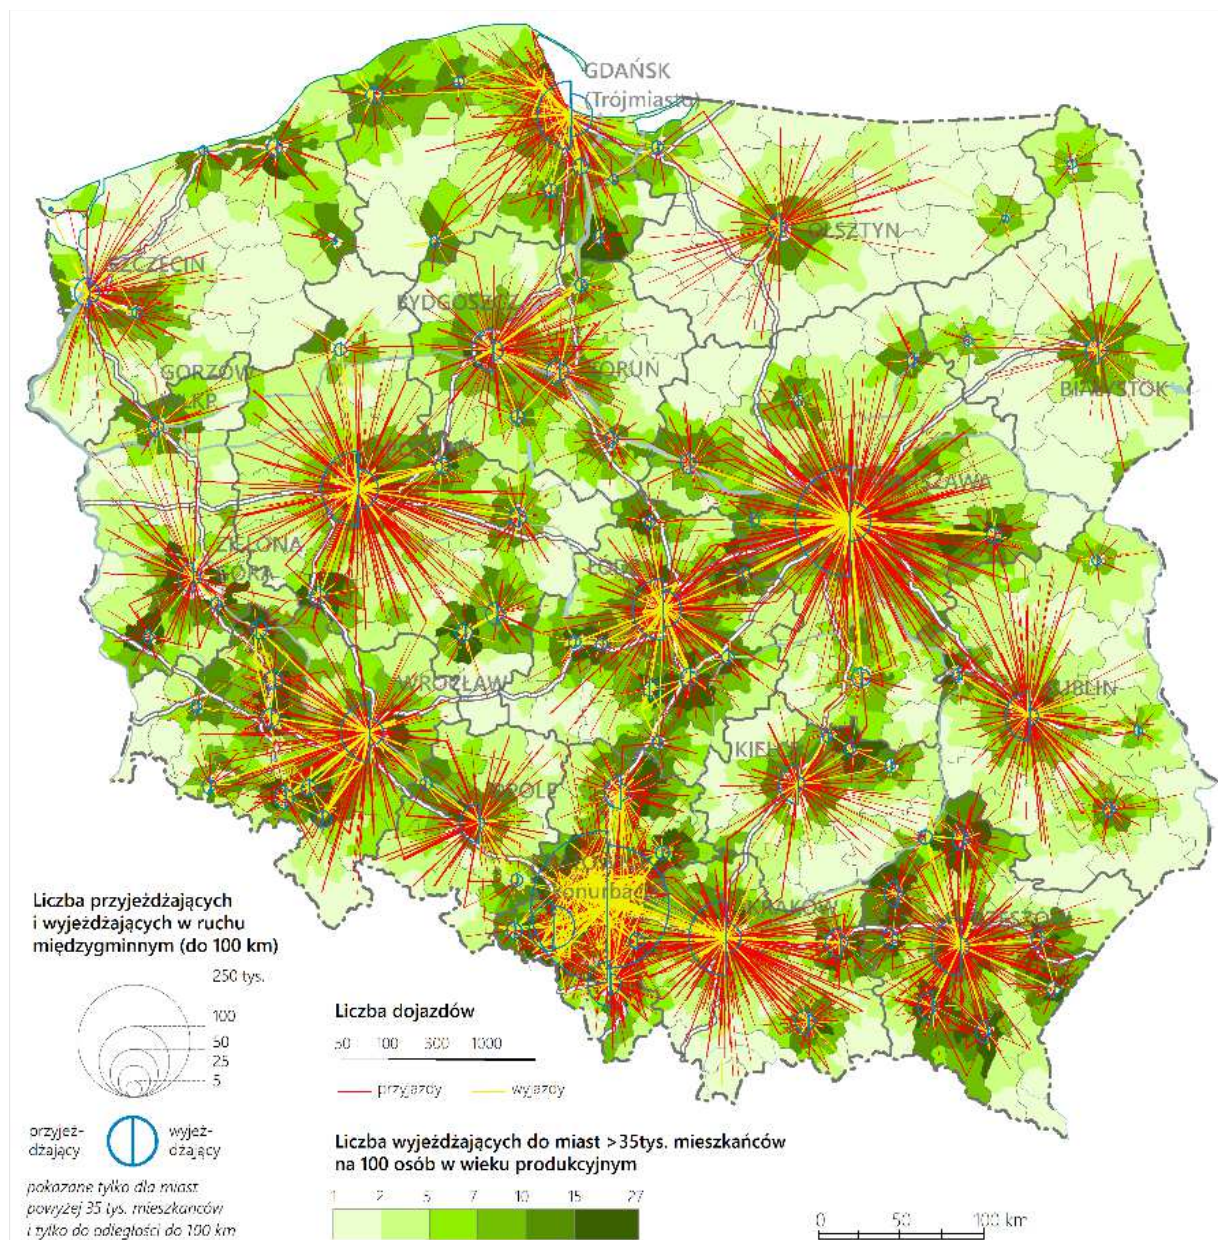 GDAŃSK
(Trójmiasto)
OLSZTYN
SZCZECIN
BYDGOSZCZ
GORZÓW
WLKP.
TORUŃ
BIAŁYSTOK
ZIELONA
GÓRA
WROCŁAW
LUBLIN
OPOLE
KRAKÓW
Liczba przyjeżdżających
i wyjeżdżających w ruchu
międzygminnym (do 100 km)
250 tys.
100
50
25
5
przyjeż-
dżający
wyjeż-
dżający
pokazane tylko dla miast
powyżej 35 tys. mieszkańców
i tylko do odległości do 100 km
Liczba dojazdów
50 100 500 1000
przyjazdy wyjazdy
Liczba wyjeżdżających do miast >35tys. mieszkańców
na 100 osób w wieku produkcyjnym
1 2 5 7 10 15 27
0 50 100 km